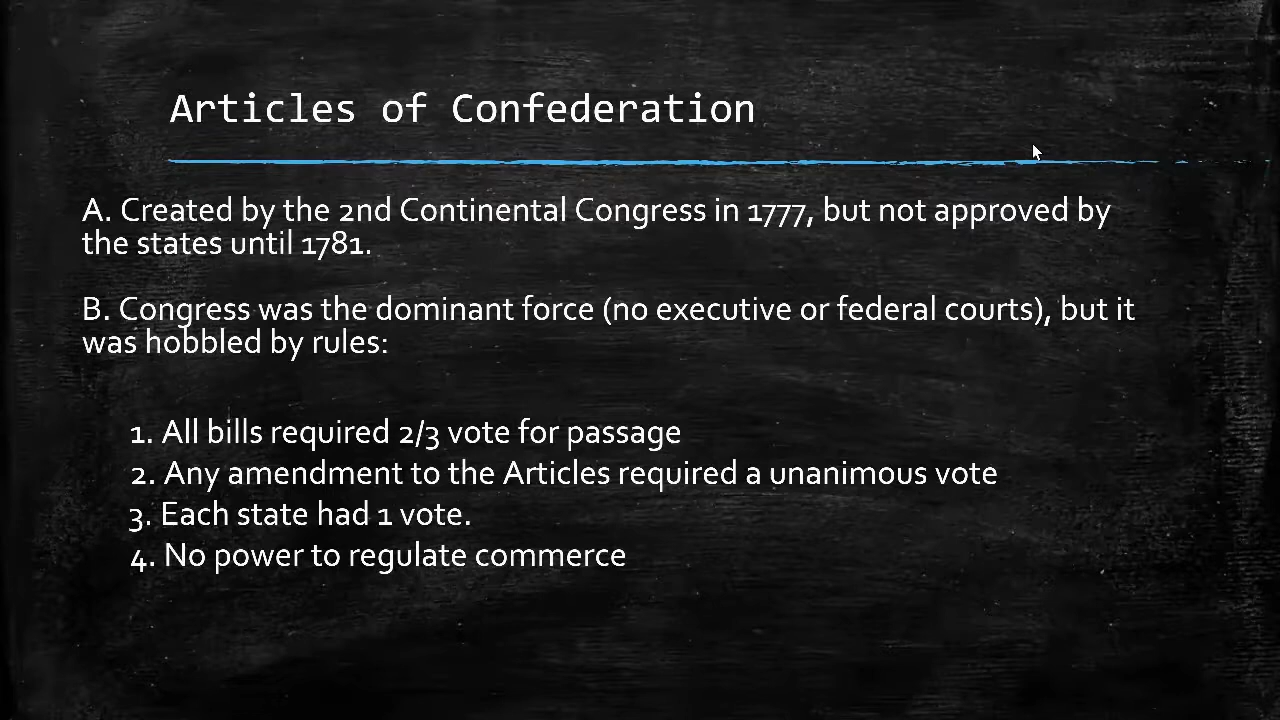 Articles of Confederation
A. Created by the 2nd Continental Congress in 1777, but not approved by
the states until 1781.
B. Congress was the dominant force (no executive or federal courts), but it
was hobbled by rules:
1. All bills required 2/3 vote for passage
2. Any amendment to the Articles required a unanimous vote
3. Each state had 1 vote.
4. No power to regulate commerce